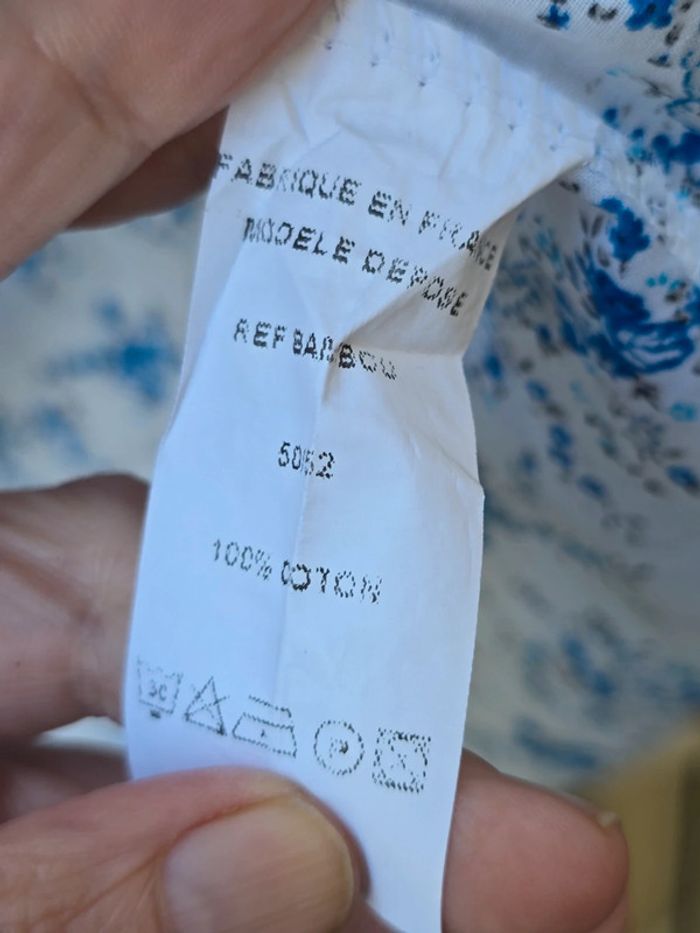 FABRIQUE EN FRANCE
MODELE DEPOSE
REF BARBOU
5052
100% COTON
P